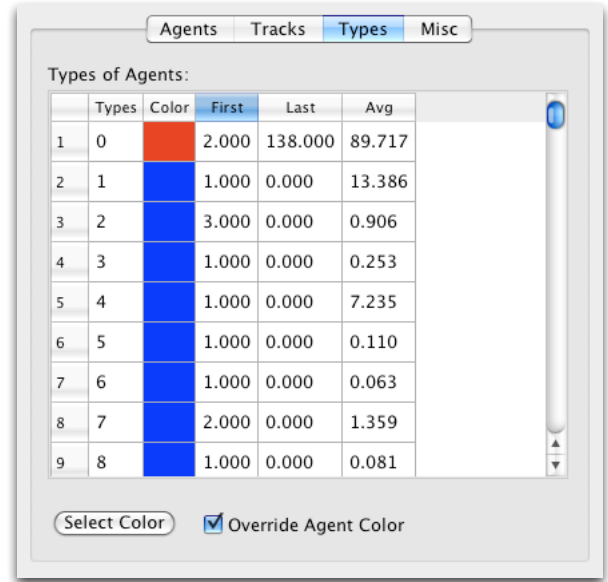 Agents Tracks Types Misc
Types of Agents:
Types Color First Last Avg
1 0 2.000 138.000 89.717
2 1 1.000 0.000 13.386
3 2 3.000 0.000 0.906
4 3 1.000 0.000 0.253
5 4 1.000 0.000 7.235
6 5 1.000 0.000 0.110
7 6 1.000 0.000 0.063
8 7 2.000 0.000 1.359
9 8 1.000 0.000 0.081
Select Color Override Agent Color